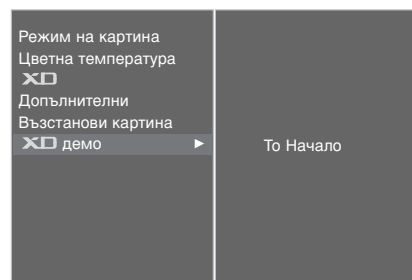 Режим на картина
Цветна температура
XD
Допълнителни
Възстанови картина
XD демо ►
То Начало